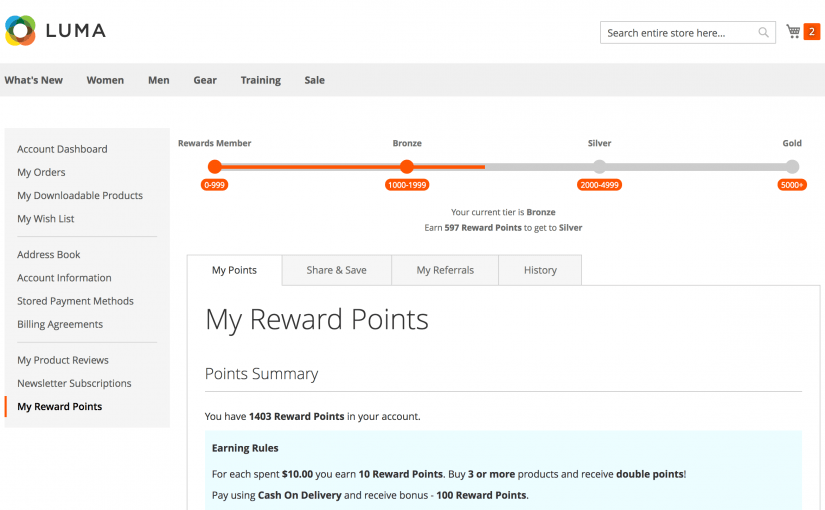 LUMA
Search entire store here...
2
What's New Women Men Gear Training Sale
Account Dashboard
My Orders
My Downloadable Products
My Wish List
Address Book
Account Information
Stored Payment Methods
Billing Agreements
My Product Reviews
Newsletter Subscriptions
My Reward Points
Rewards Member Bronze Silver Gold
0-999 1000-1999 2000-4999 5000+
Your current tier is Bronze
Earn 597 Reward Points to get to Silver
My Points Share & Save My Referrals History
My Reward Points
Points Summary
You have 1403 Reward Points in your account.
Earning Rules
For each spent $10.00 you earn 10 Reward Points. Buy 3 or more products and receive double points!
Pay using Cash On Delivery and receive bonus - 100 Reward Points.